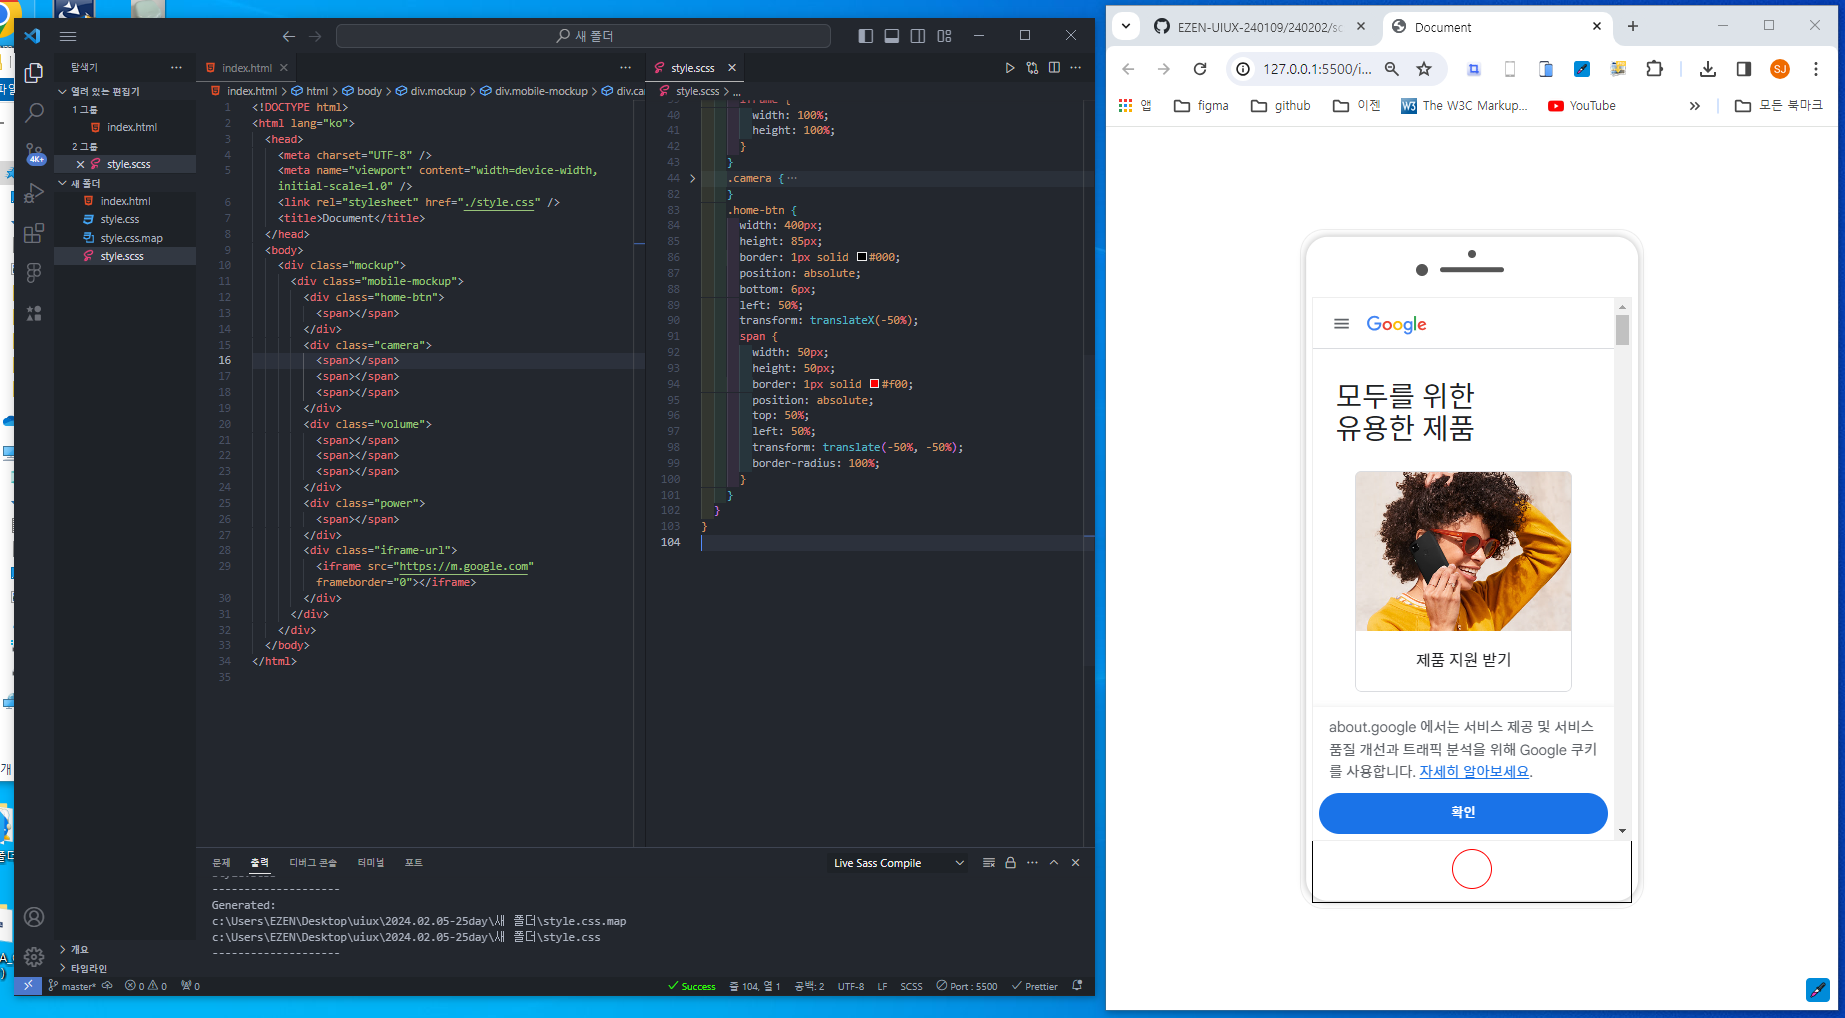 새 폴더
탐색기
열려 있는 편집기
1 그룹
index.html
2 그룹
style.scss
새 폴더
index.html
style.css
style.css.map
style.scss
개요
타임라인
4K+
index.html
index.html > html > body > div.mockup > div.mobile-mockup > div.ca
1 <!DOCTYPE html>
2 <html lang="ko">
3 <head>
4 <meta charset="UTF-8" />
5 <meta name="viewport" content="width=device-width,
initial-scale=1.0" />
6 <link rel="stylesheet" href="./style.css" />
7 <title>Document</title>
8 </head>
9 <body>
10 <div class="mockup">
11 <div class="mobile-mockup">
12 <div class="home-btn">
13 <span></span>
14 </div>
15 <div class="camera">
16 <span></span>
17 <span></span>
18 <span></span>
19 </div>
20 <div class="volume">
21 <span></span>
22 <span></span>
23 <span></span>
24 </div>
25 <div class="power">
26 <span></span>
27 </div>
28 <div class="iframe-url">
29 <iframe src="https://m.google.com"
frameborder="0"></iframe>
30 </div>
31 </div>
32 </div>
33 </body>
34 </html>
35
style.scss
style.scss > ...
39 iframe {
40 width: 100%;
41 height: 100%;
42 }
43 }
44 .camera {···
82 }
83 .home-btn {
84 width: 400px;
85 height: 85px;
86 border: 1px solid #000;
87 position: absolute;
88 bottom: 6px;
89 left: 50%;
90 transform: translateX(-50%);
91 span {
92 width: 50px;
93 height: 50px;
94 border: 1px solid #f00;
95 position: absolute;
96 top: 50%;
97 left: 50%;
98 transform: translate(-50%, -50%);
99 border-radius: 100%;
100 }
101 }
102 }
103 }
104
문제 출력 디버그 콘솔 터미널 포트
Live Sass Compile
--------------------
Generated:
c:\Users\EZEN\Desktop\uiux\2024.02.05-25day\새 폴더\style.css.map
c:\Users\EZEN\Desktop\uiux\2024.02.05-25day\새 폴더\style.css
--------------------
master* 0 0 0
Success 줄 104, 열 1 공백: 2 UTF-8 LF SCSS Port : 5500 Prettier
EZEN-UIUX-240109/240202/sc
Document
127.0.0.1:5500/i...
SJ
앱 figma github 이젠 W3 The W3C Markup... YouTube » 모든 북마크
Google
모두를 위한
유용한 제품
제품 지원 받기
about.google 에서는 서비스 제공 및 서비스
품질 개선과 트래픽 분석을 위해 Google 쿠키
를 사용합니다. 자세히 알아보세요.
확인